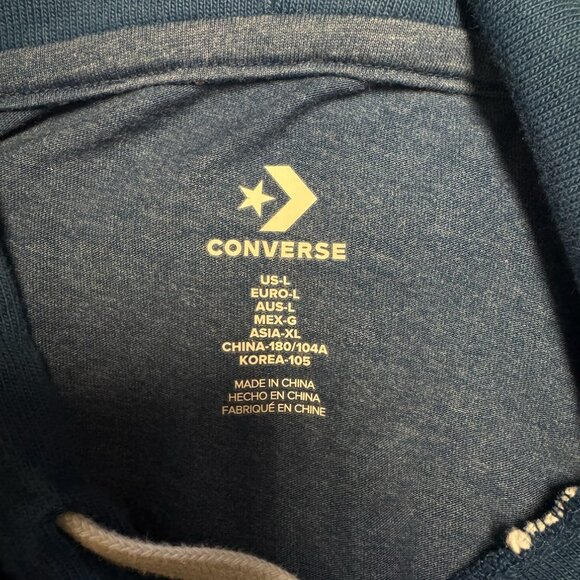 CONVERSE
US-L
EURO-L
AUS-L
MEX-G
ASIA-XL
CHINA-180/104A
KOREA-105
MADE IN CHINA
HECHO EN CHINA
FABRIQUÉ EN CHINE